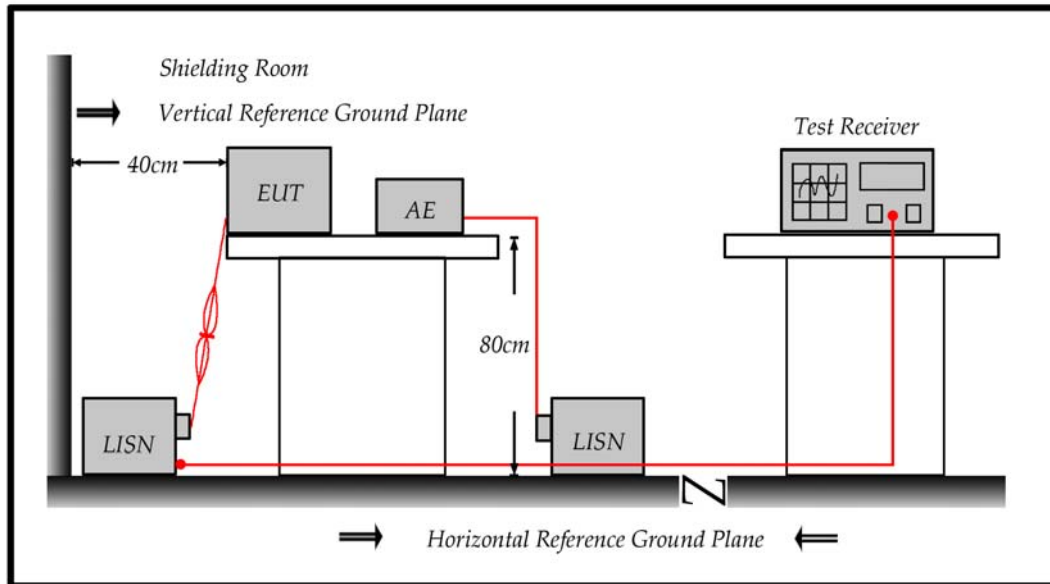 Shielding Room
Vertical Reference Ground Plane
Test Receiver
40cm
EUT
AE
80cm
LISN
LISN
Horizontal Reference Ground Plane